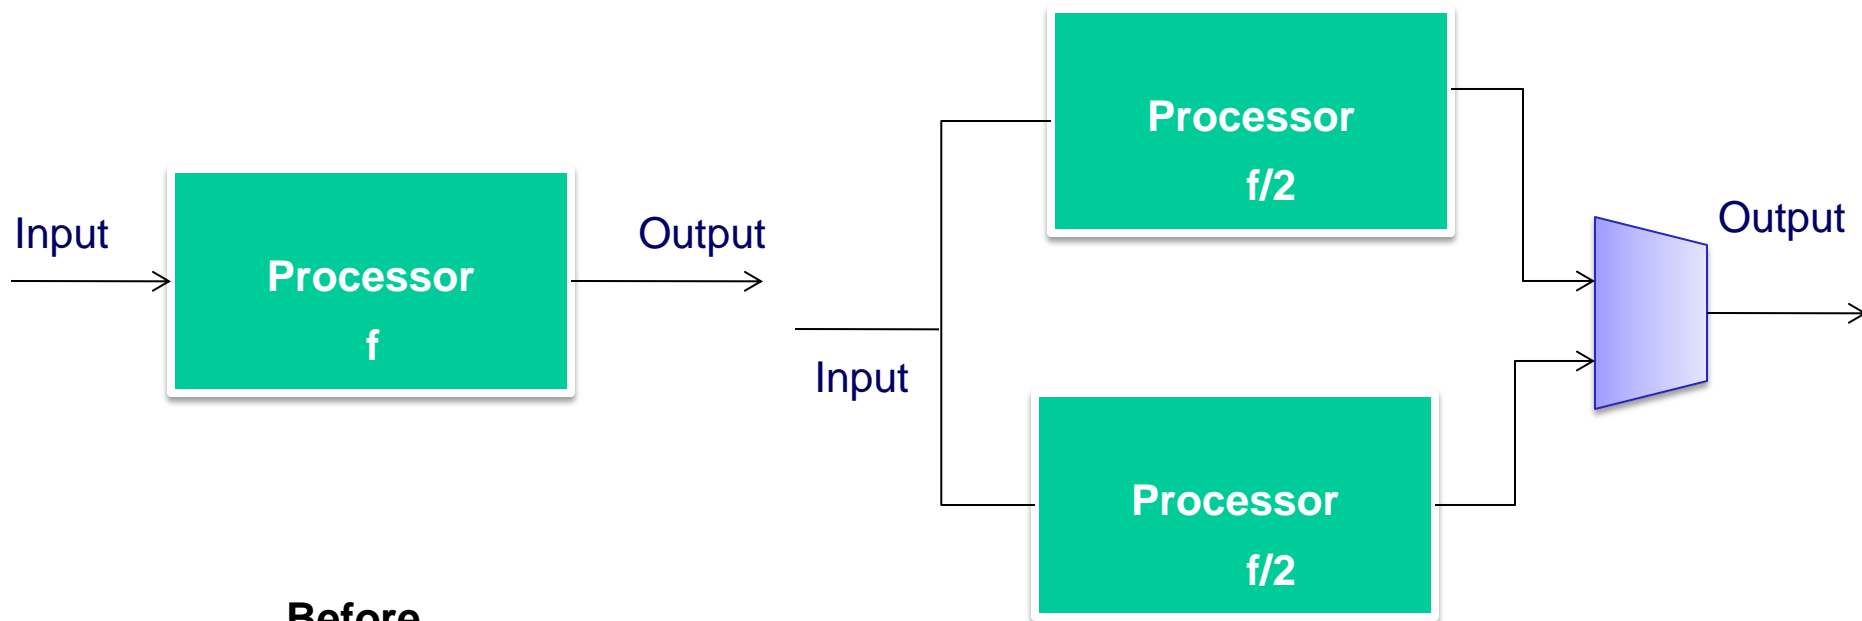 Input
Processor
f
Output
Input
Processor
f/2
Processor
f/2
Output
Before